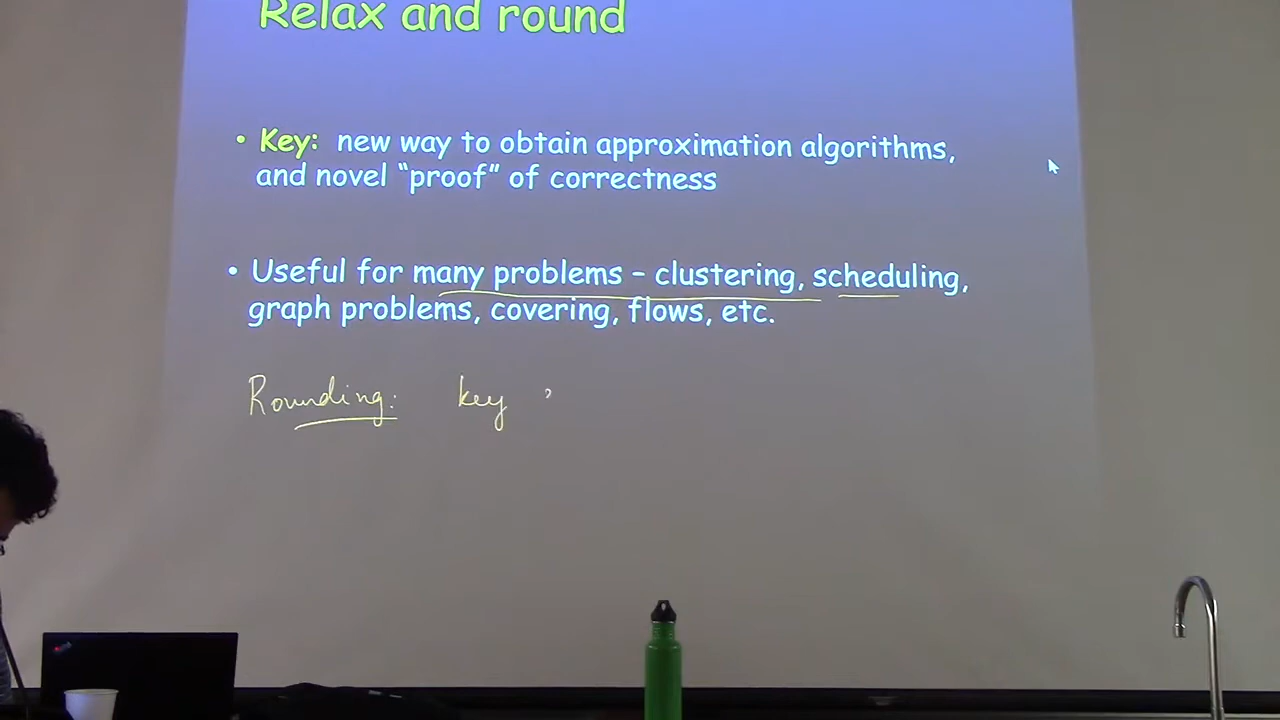 Relax and round
• Key: new way to obtain approximation algorithms,
and novel “proof” of correctness
• Useful for many problems – clustering, scheduling,
graph problems, covering, flows, etc.
Rounding: key